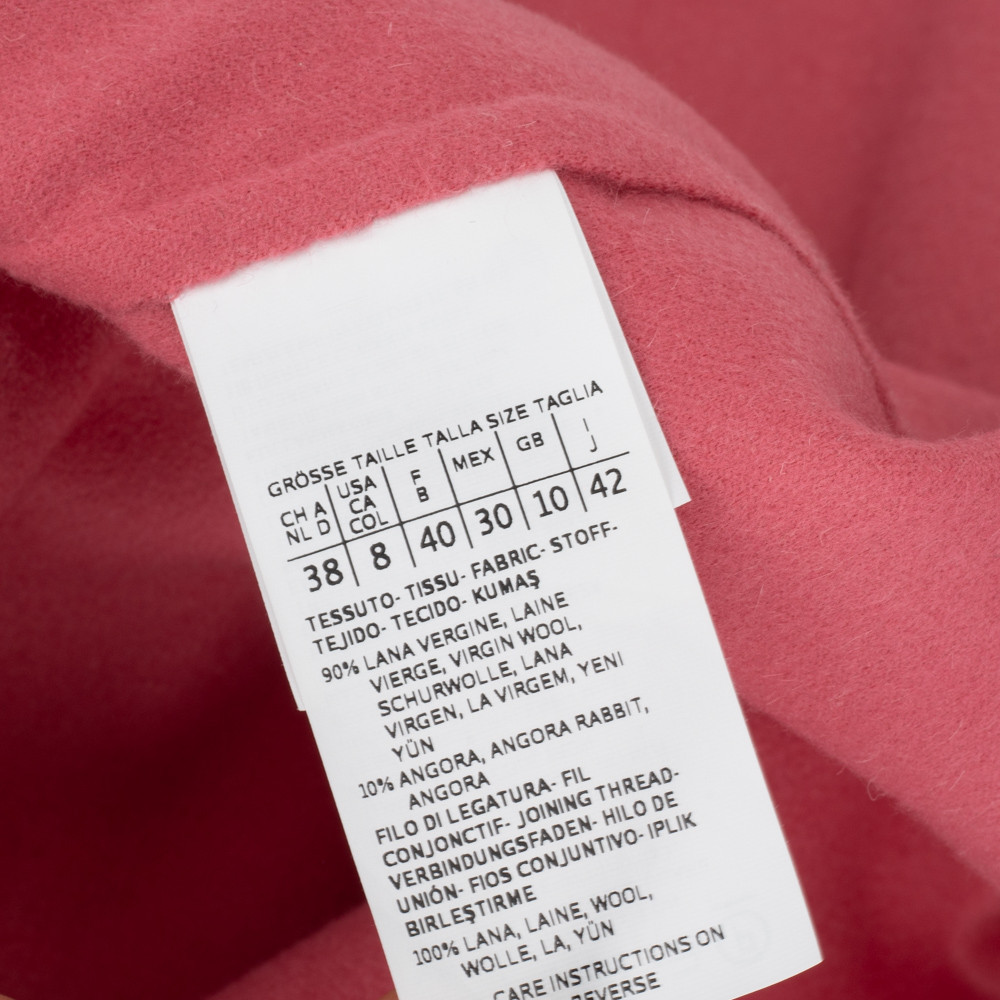 GRÖSSE TAILLE TALLA SIZE TAGLIA
CH A USA F MEX GB I
NL D CA B J
COL
38 8 40 30 10 42
TESSUTO- TISSU- FABRIC- STOFF-
TEJIDO- TECIDO- KUMAŞ
90% LANA VERGINE, LAINE
VIERGE, VIRGIN WOOL,
SCHURWOLLE, LANA
VIRGEN, LA VIRGEM, YENI
YÜN
10% ANGORA, ANGORA RABBIT,
ANGORA
FILO DI LEGATURA- FIL
CONJONCTIF- JOINING THREAD-
VERBINDUNGSFADEN- HILO DE
UNIÓN- FIOS CONJUNTIVO- IPLIK
BIRLEŞTIRME
100% LANA, LAINE, WOOL,
WOLLE, LA, YÜN
CARE INSTRUCTIONS ON
REVERSE